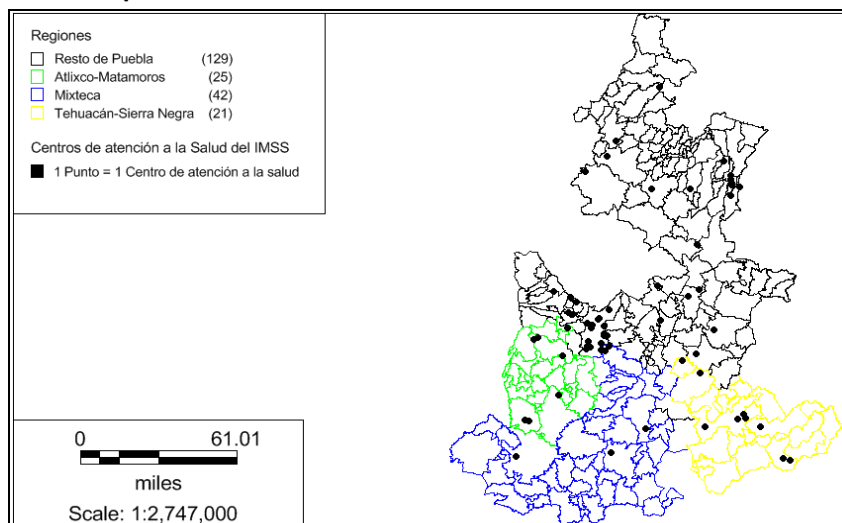 Regiones
Resto de Puebla (129)
Atlixco-Matamoros (25)
Mixteca (42)
Tehuacán-Sierra Negra (21)
Centros de atención a la Salud del IMSS
1 Punto = 1 Centro de atención a la salud
0 61.01
miles
Scale: 1:2,747,000